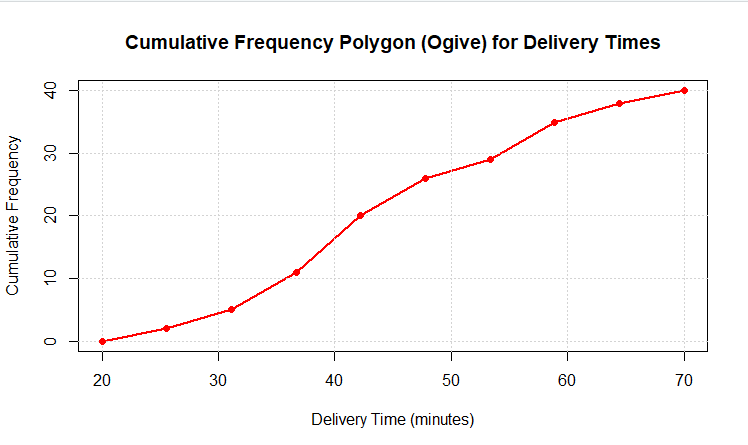 Cumulative Frequency Polygon (Ogive) for Delivery Times
Cumulative Frequency
40
30
20
10
0
20 30 40 50 60 70
Delivery Time (minutes)